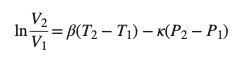 ln V₂/V₁ = β(T₂ − T₁) − κ(P₂ − P₁)